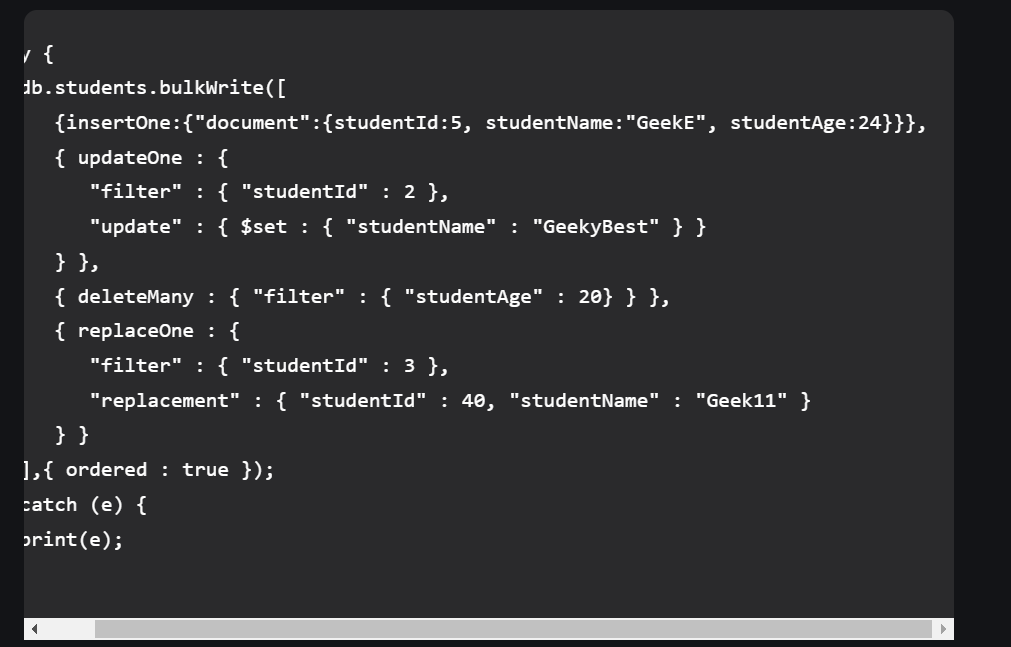 y {
db.students.bulkWrite([
{insertOne:{"document":{studentId:5, studentName:"GeekE", studentAge:24}}},
{ updateOne : {
"filter" : { "studentId" : 2 },
"update" : { $set : { "studentName" : "GeekyBest" } }
} },
{ deleteMany : { "filter" : { "studentAge" : 20} } },
{ replaceOne : {
"filter" : { "studentId" : 3 },
"replacement" : { "studentId" : 40, "studentName" : "Geek11" }
} }
],{ ordered : true });
catch (e) {
print(e);